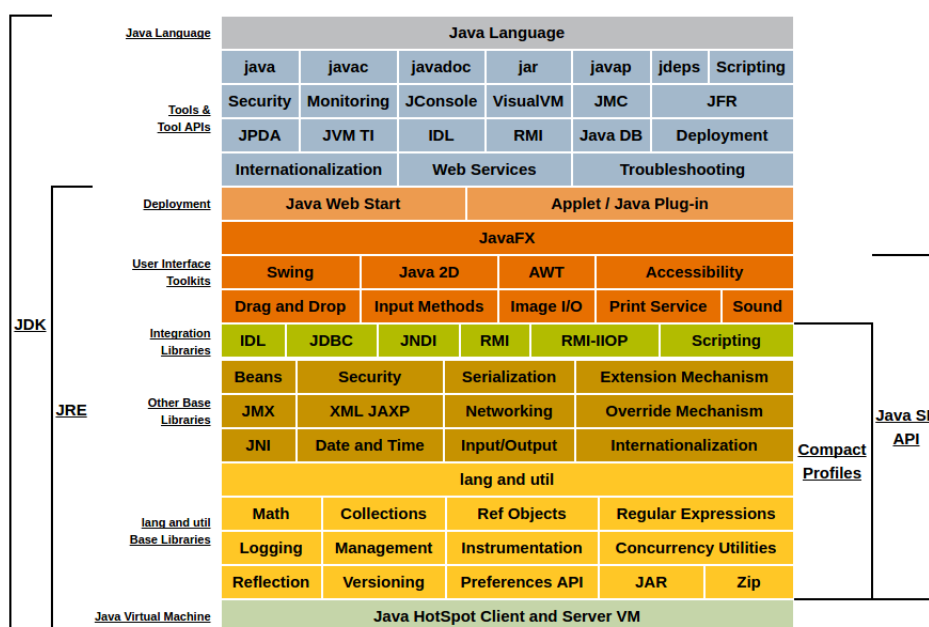 Java Language Java Language
java javac javadoc jar javap jdeps Scripting
Security Monitoring JConsole VisualVM JMC JFR
Tools &
Tool APIs
JPDA JVM TI IDL RMI Java DB Deployment
Internationalization Web Services Troubleshooting
Deployment Java Web Start Applet / Java Plug-in
JavaFX
User Interface
Toolkits
Swing Java 2D AWT Accessibility
Drag and Drop Input Methods Image I/O Print Service Sound
JDK
Integration
Libraries
IDL JDBC JNDI RMI RMI-IIOP Scripting
Beans Security Serialization Extension Mechanism
JRE
Other Base
Libraries
JMX XML JAXP Networking Override Mechanism
Java SE
API
JNI Date and Time Input/Output Internationalization
Compact
Profiles
lang and util
Math Collections Ref Objects Regular Expressions
lang and util
Base Libraries
Logging Management Instrumentation Concurrency Utilities
Reflection Versioning Preferences API JAR Zip
Java Virtual Machine Java HotSpot Client and Server VM